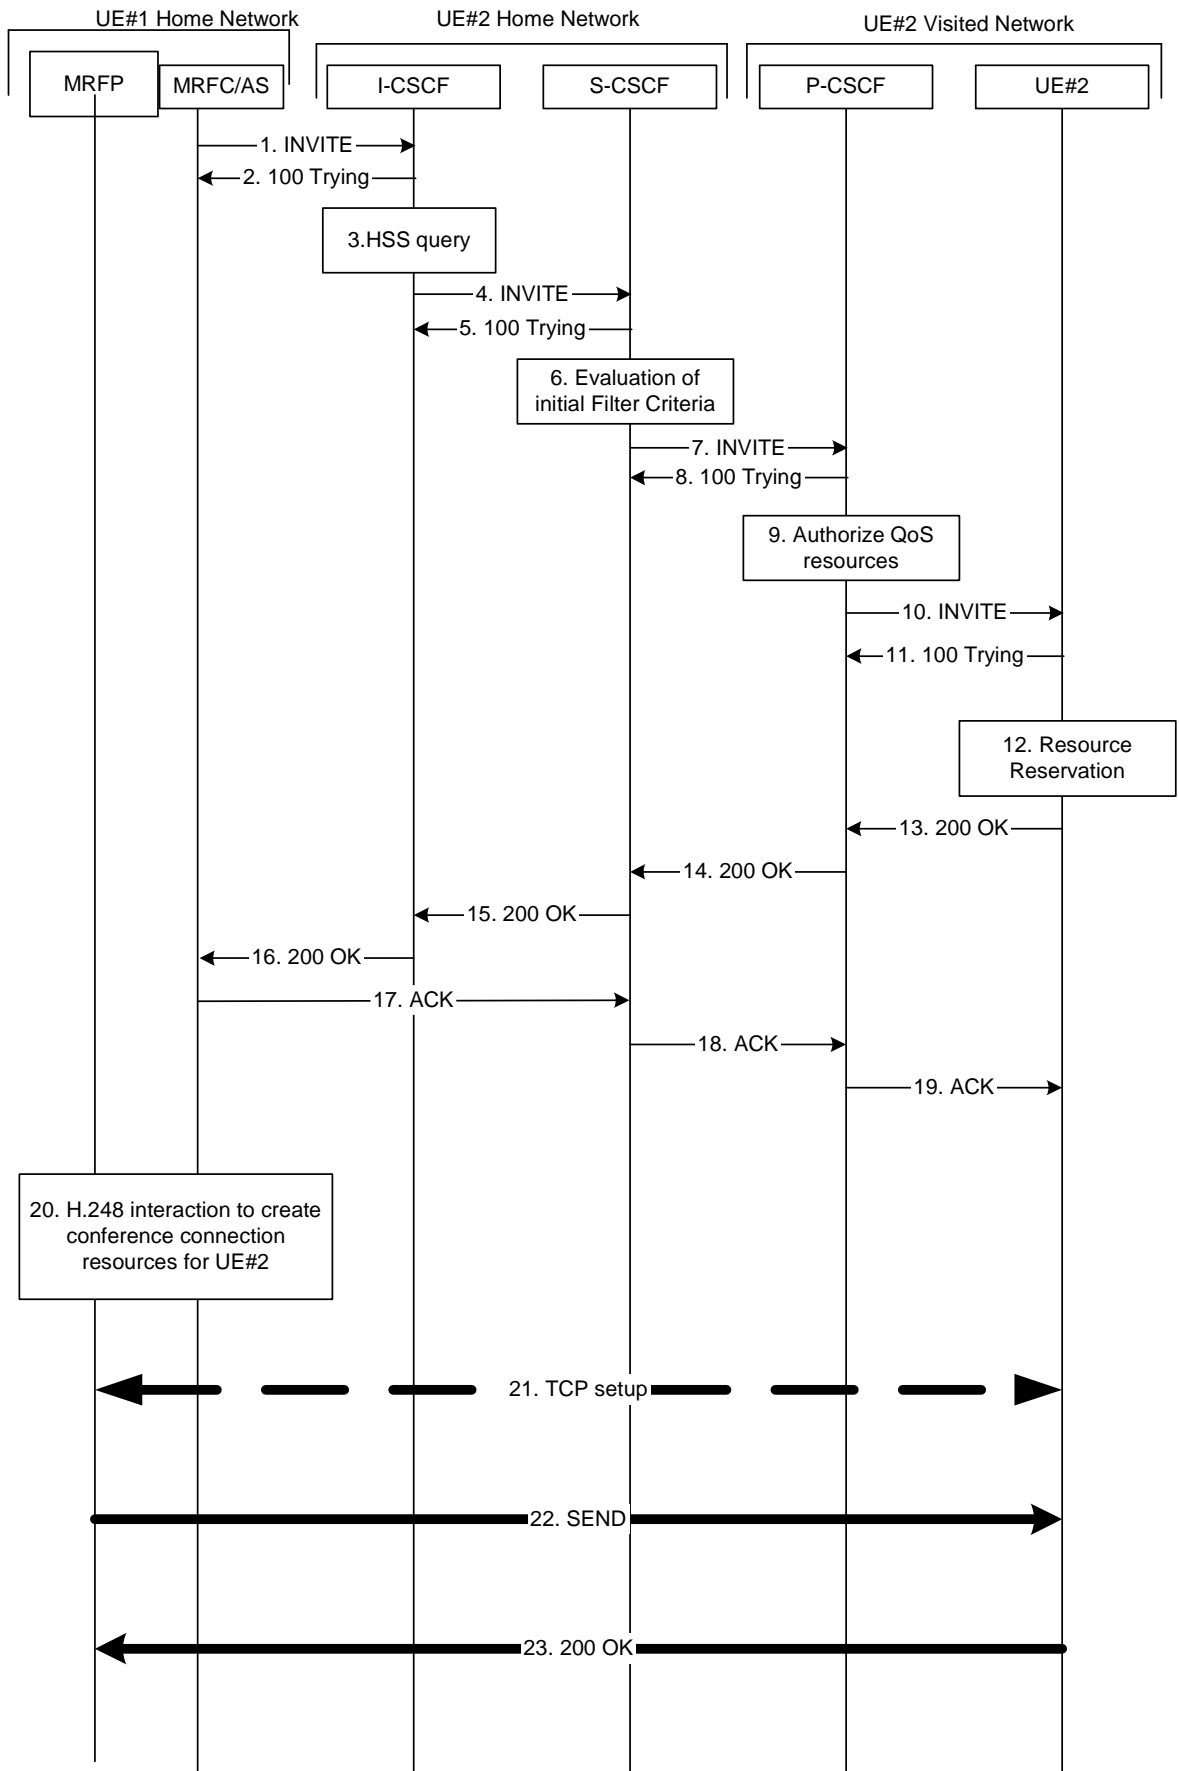 UE#1 Home Network
UE#2 Home Network
UE#2 Visited Network
MRFP
MRFC/AS
I-CSCF
S-CSCF
P-CSCF
UE#2
1. INVITE
2. 100 Trying
3.HSS query
4. INVITE
5. 100 Trying
6. Evaluation of
initial Filter Criteria
7. INVITE
8. 100 Trying
9. Authorize QoS
resources
10. INVITE
11. 100 Trying
12. Resource
Reservation
13. 200 OK
14. 200 OK
15. 200 OK
16. 200 OK
17. ACK
18. ACK
19. ACK
20. H.248 interaction to create
conference connection
resources for UE#2
21. TCP setup
22. SEND
23. 200 OK